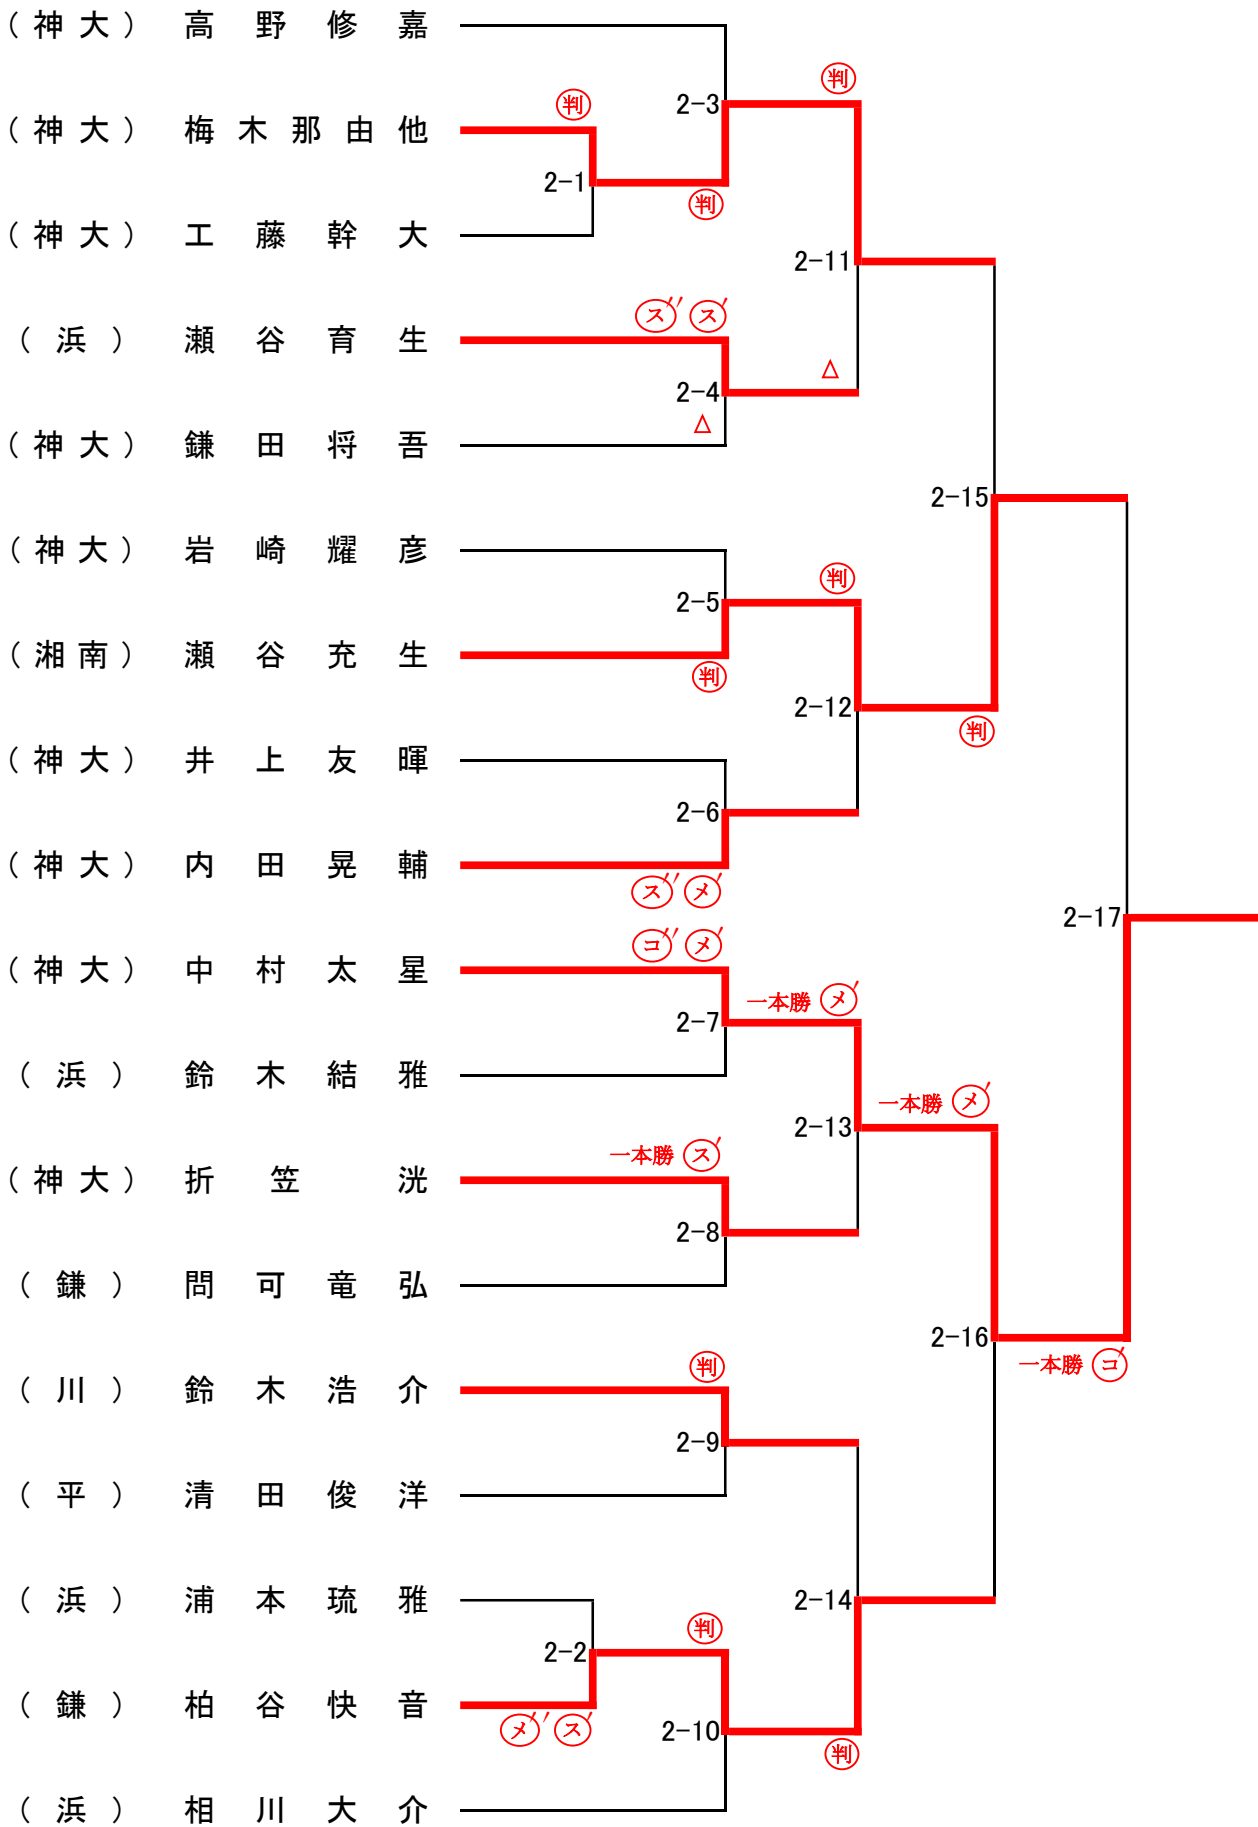 （神大） 高野修嘉
判
2-3
判
（神大） 梅木那由他
2-1
判
（神大） 工藤幹大
2-11
ス ス
（浜） 瀬谷育生
△
2-4
△
（神大） 鎌田将吾
2-15
（神大） 岩崎耀彦
判
2-5
（湘南） 瀬谷充生
判
2-12
判
（神大） 井上友暉
2-6
（神大） 内田晃輔
ス メ
2-17
コ メ
（神大） 中村太星
一本勝 メ
2-7
（浜） 鈴木結雅
一本勝 メ
2-13
一本勝 ス
（神大） 折笠洸
2-8
（鎌） 問可竜弘
2-16
一本勝 コ
判
（川） 鈴木浩介
2-9
（平） 清田俊洋
（浜） 浦本琉雅
2-14
判
2-2
（鎌） 柏谷快音
メ ス
2-10
判
（浜） 相川大介